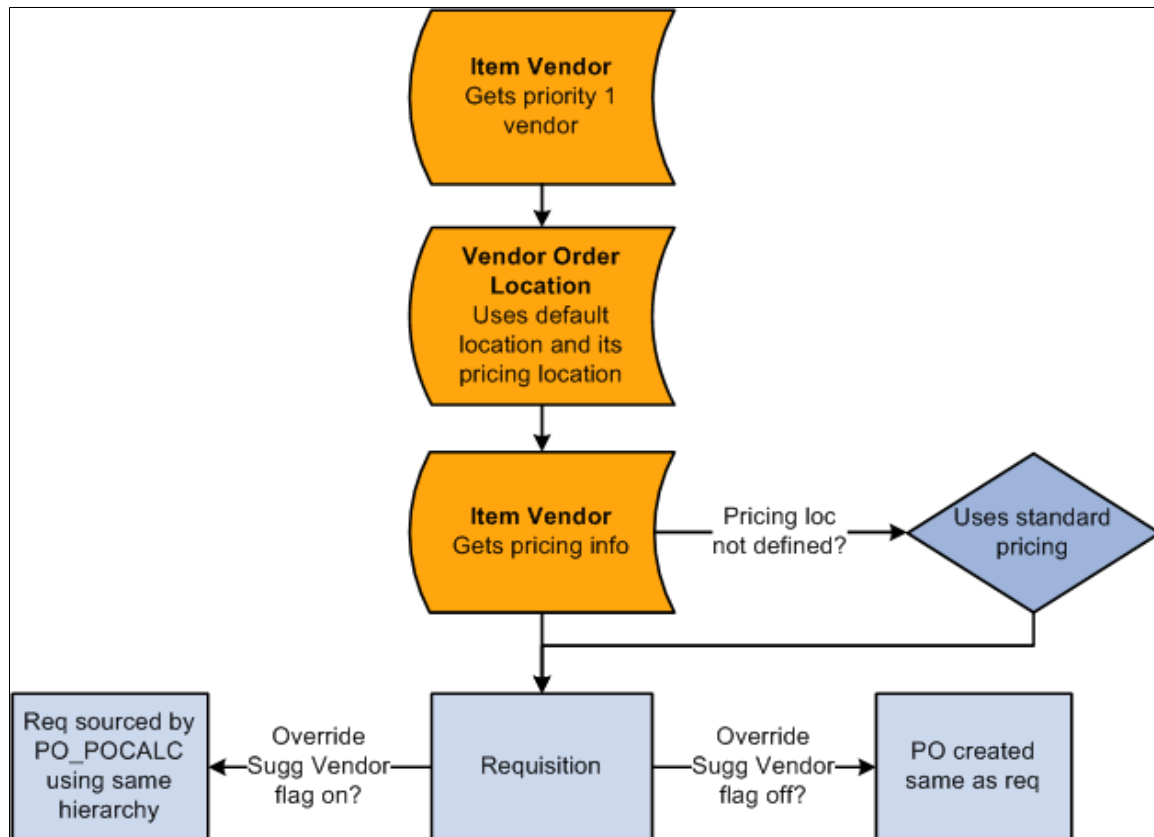 Item Vendor
Gets priority 1
vendor
Vendor Order
Location
Uses default
location and its
pricing location
Item Vendor
Gets pricing info
Pricing loc
not defined?
Uses standard
pricing
Req sourced by
PO_POCALC
using same
hierarchy
Override
Sugg Vendor
flag on?
Requisition
Override
Sugg Vendor
flag off?
PO created
same as req